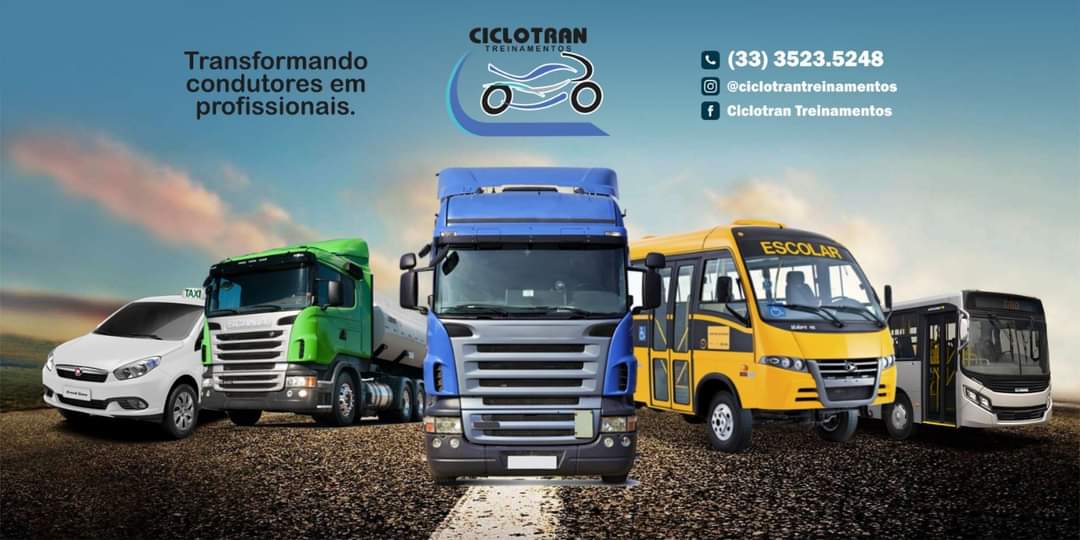 Transformando
condutores em
profissionais.
CICLOTRAN
TREINAMENTOS
(33) 3523.5248
@ciclotrantreinamentos
Ciclotran Treinamentos
TAXI
ESCOLAR